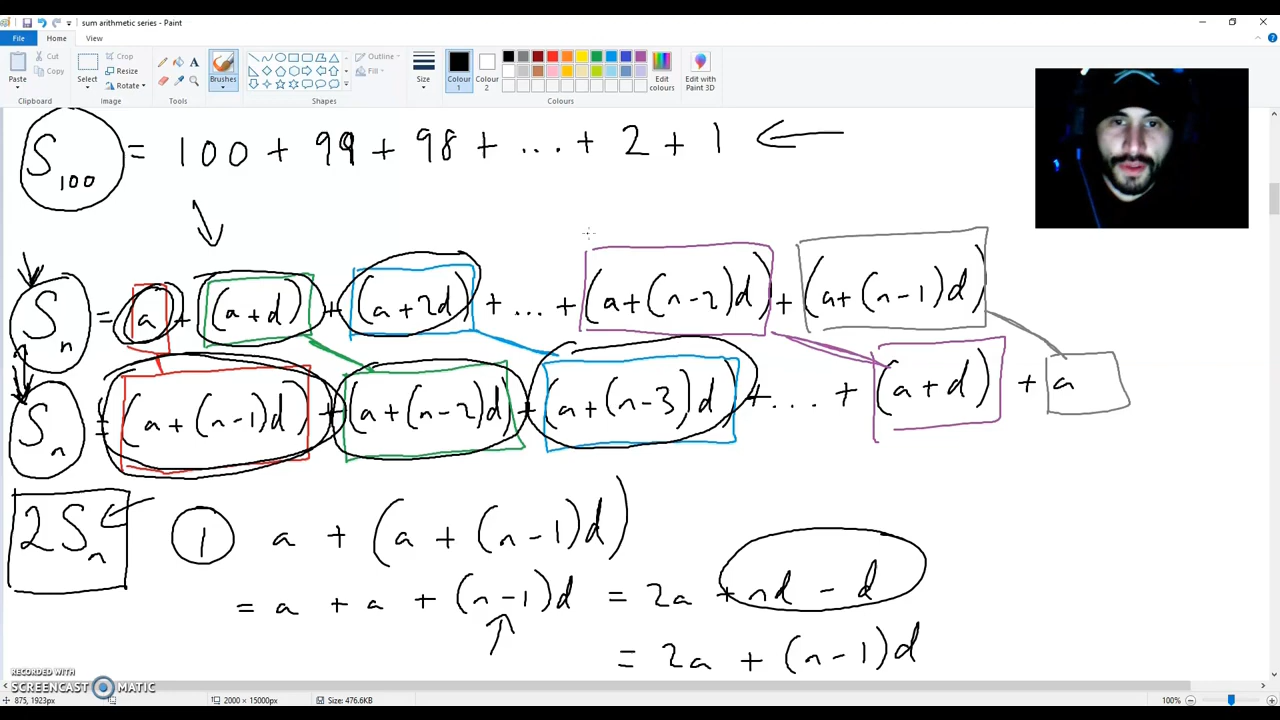 sum arithmetic series - Paint
File Home View
Cut
Copy
Paste
Clipboard
Select
Crop
Resize
Rotate
Image
Tools
Brushes
Outline
Fill
Shapes
Size
Colour 1
Colour 2
Edit colours
Edit with Paint 3D
Colours
S₁₀₀ = 100 + 99 + 98 + ... + 2 + 1 ←
Sₙ = a + (a+d) + (a+2d) + ... + (a+(n-2)d) + (a+(n-1)d)
Sₙ = (a+(n-1)d) + (a+(n-2)d) + (a+(n-3)d) + ... + (a+d) + a
2Sₙ ① a + (a + (n-1)d)
= a + a + (n-1)d = 2a + nd - d
= 2a + (n-1)d
RECORDED WITH
SCREENCAST MATIC
875, 1923px 2000 × 15000px Size: 476.6KB 100%